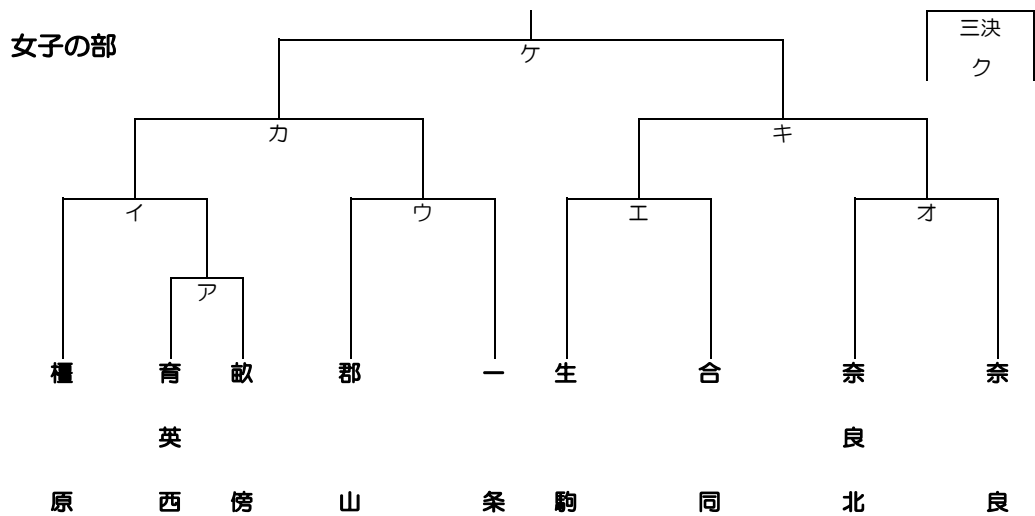 女子の部
三決
ク
ケ
カ
キ
イ
ウ
エ
オ
ア
橿原
育英西
畝傍
郡山
一条
生駒
合同
奈良北
奈良